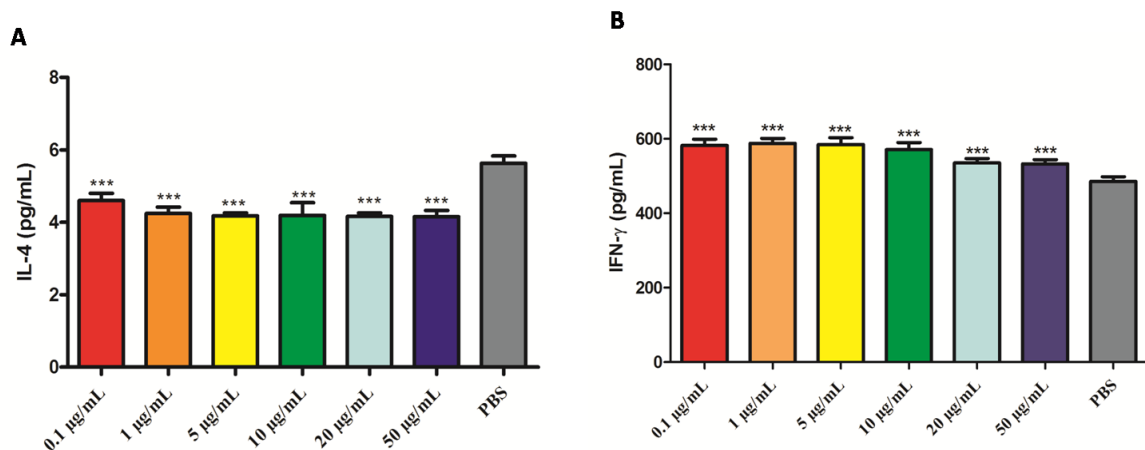 A
IL-4 (pg/mL)
8
6
4
2
0
***
***
***
***
***
***
0.1 µg/mL
1 µg/mL
5 µg/mL
10 µg/mL
20 µg/mL
50 µg/mL
PBS
B
IFN-γ (pg/mL)
800
600
400
200
0
***
***
***
***
***
***
0.1 µg/mL
1 µg/mL
5 µg/mL
10 µg/mL
20 µg/mL
50 µg/mL
PBS